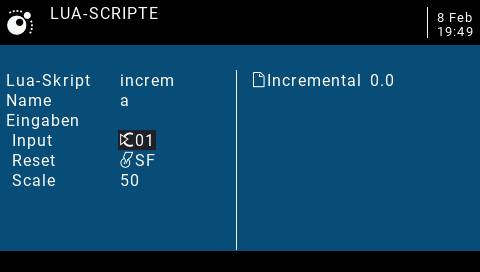 LUA-SCRIPTE
8 Feb
19:49
Lua-Skript increm
Name a
Eingaben
Input 01
Reset SF
Scale 50
Incremental 0.0